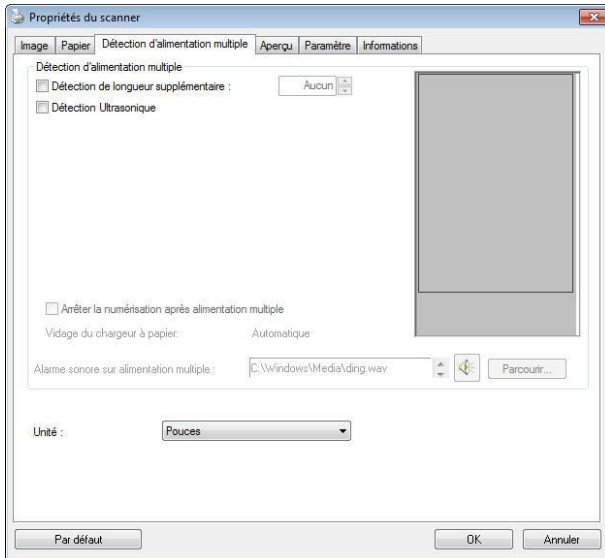 Propriétés du scanner
Image Papier Détection d'alimentation multiple Aperçu Paramètre Informations
Détection d'alimentation multiple
Détection de longueur supplémentaire : Aucun
Détection Ultrasonique
Arrêter la numérisation après alimentation multiple
Vidage du chargeur à papier: Automatique
Alarme sonore sur alimentation multiple : C:\Windows\Media\ding.wav Parcourir...
Unité : Pouces
Par défaut OK Annuler